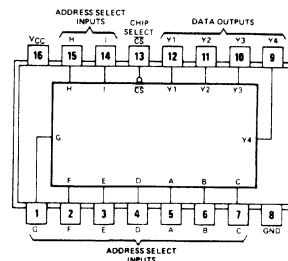 ADDRESS SELECT INPUTS
CHIP SELECT
DATA OUTPUTS
VCC H I CS Y1 Y2 Y3 Y4
16 15 14 13 12 11 10 9
H I CS Y1 Y2 Y3
G Y4
F E D A B C
1 2 3 4 5 6 7 8
G F E D A B C GND
ADDRESS SELECT
INPUTS